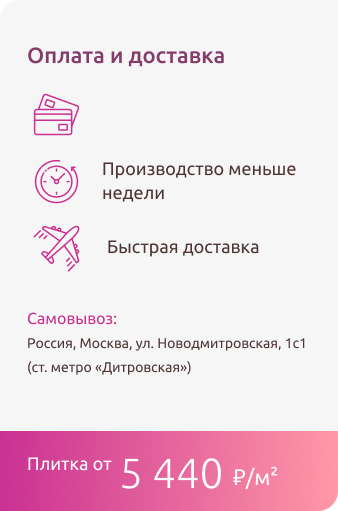 Оплата и доставка
Производство меньше
недели
Быстрая доставка
Самовывоз:
Россия, Москва, ул. Новодмитровская, 1с1
(ст. метро «Дитровская»)
Плитка от 5 440 ₽/м²